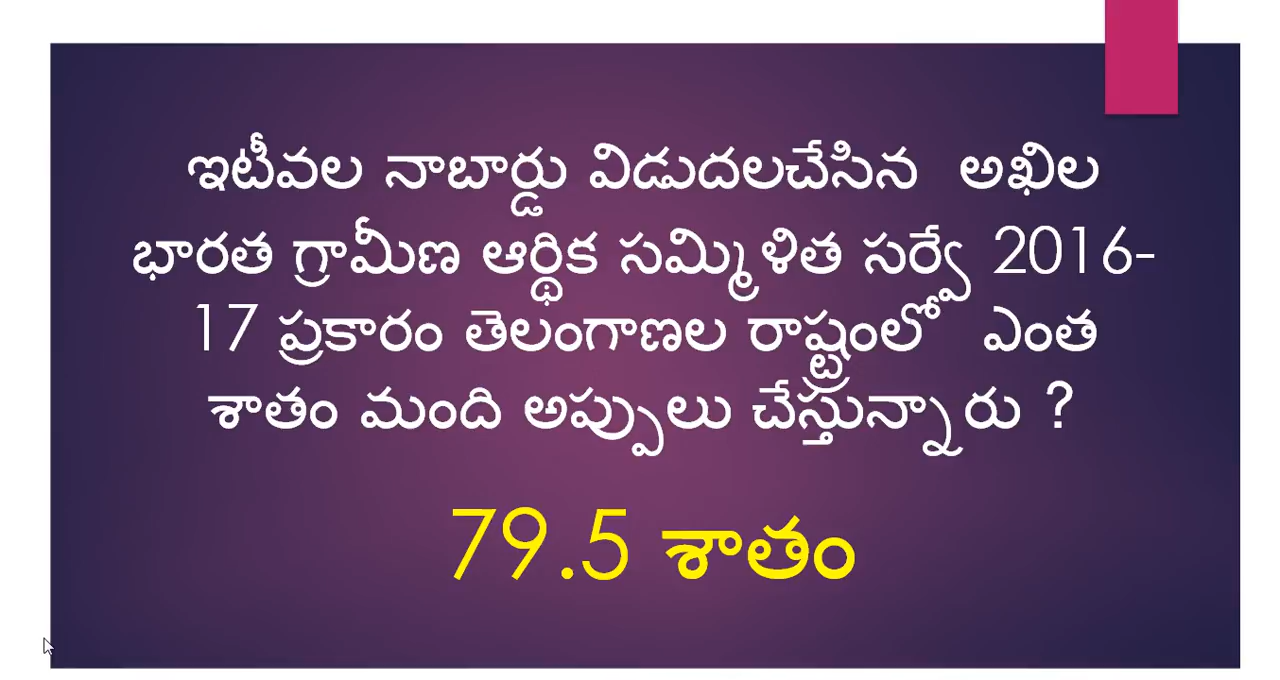 ఇటీవల నాబార్డు విడుదలచేసిన అఖిల
భారత గ్రామీణ ఆర్థిక సమ్మిళిత సర్వే 2016-
17 ప్రకారం తెలంగాణల రాష్ట్రంలో ఎంత
శాతం మంది అప్పులు చేస్తున్నారు ?
79.5 శాతం